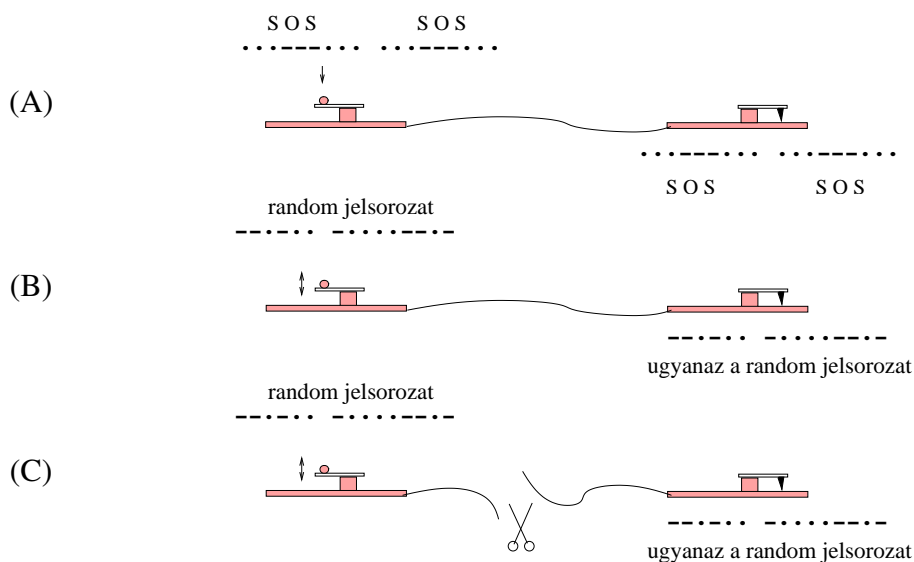 S O S S O S
(A)
S O S S O S
random jelsorozat
(B)
ugyanaz a random jelsorozat
random jelsorozat
(C)
ugyanaz a random jelsorozat